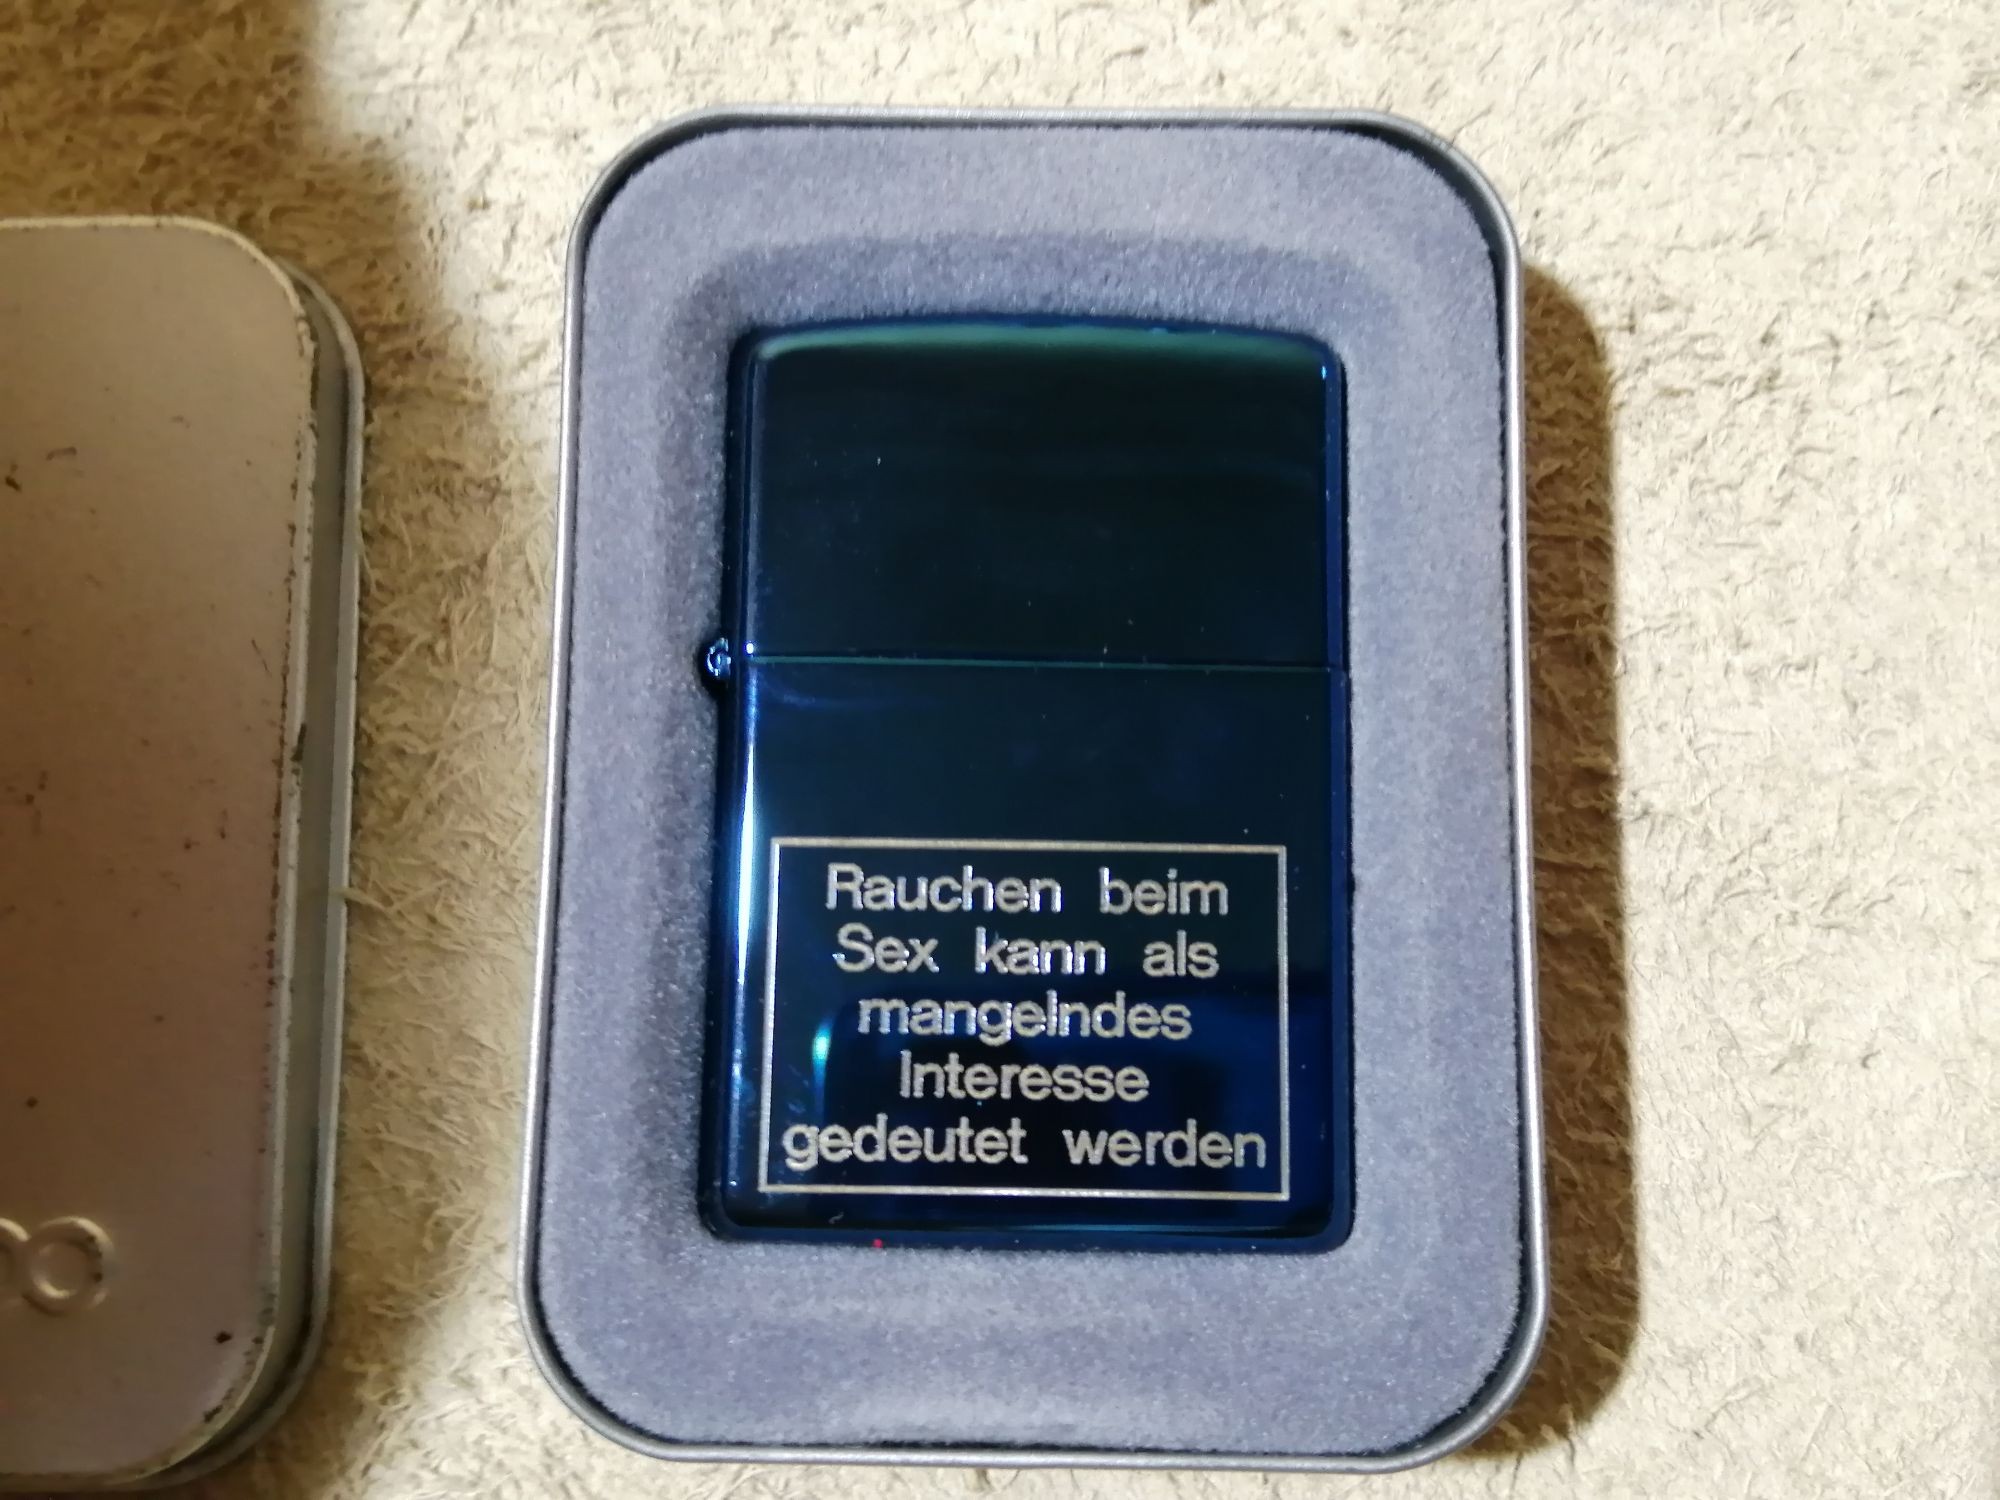 Rauchen beim
Sex kann als
mangelndes
Interesse
gedeutet werden